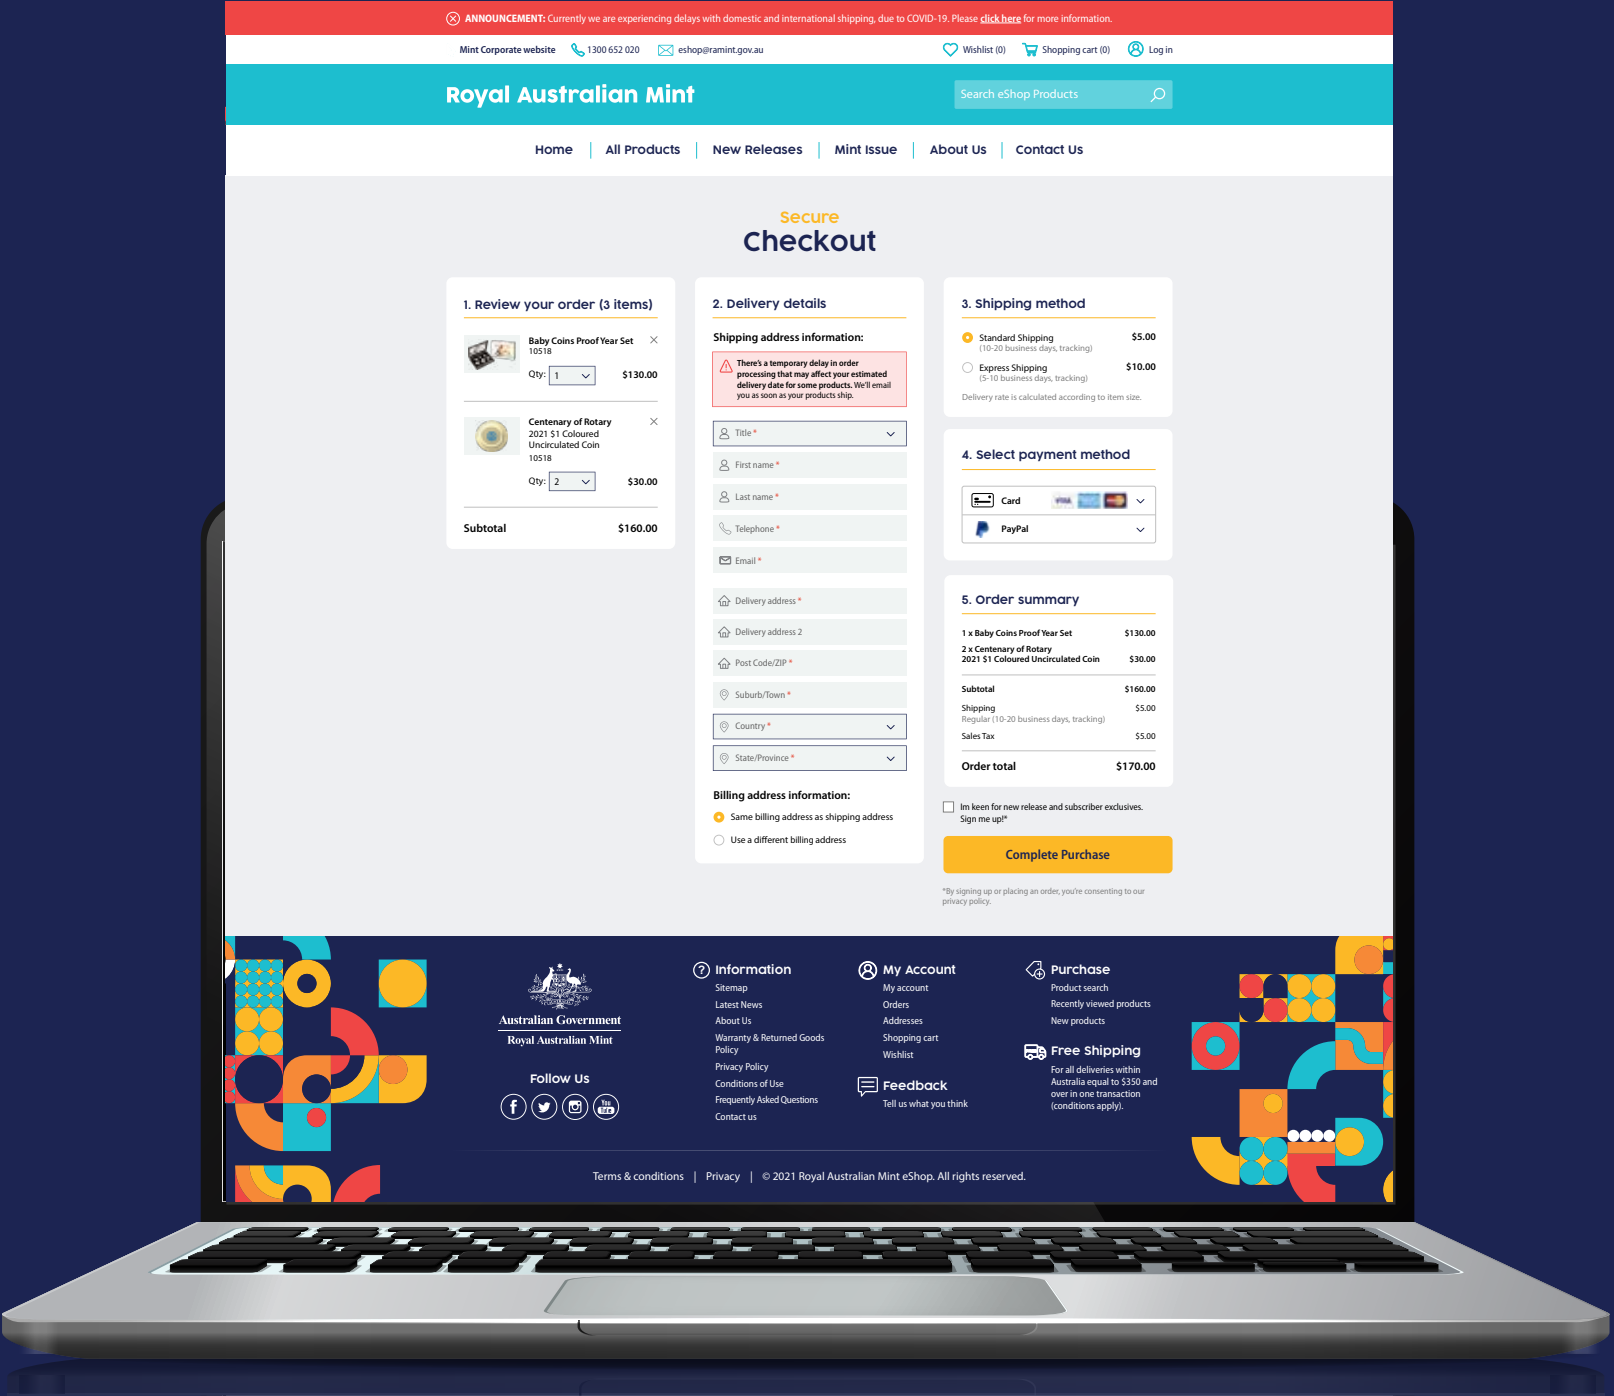 ANNOUNCEMENT: Currently we are experiencing delays with domestic and international shipping, due to COVID-19. Please click here for more information.
Mint Corporate website 1300 652 020 eshop@ramint.gov.au Wishlist (0) Shopping cart (0) Log in
Royal Australian Mint
Search eShop Products
Home All Products New Releases Mint Issue About Us Contact Us
Secure
Checkout
1. Review your order (3 items)
Baby Coins Proof Year Set
10518
Qty: 1 $130.00
Centenary of Rotary
2021 $1 Coloured
Uncirculated Coin
10518
Qty: 2 $30.00
Subtotal $160.00
2. Delivery details
Shipping address information:
There's a temporary delay in order
processing that may affect your estimated
delivery date for some products. We'll email
you as soon as your products ship.
Title *
First name *
Last name *
Telephone *
Email *
Delivery address *
Delivery address 2
Post Code/ZIP *
Suburb/Town *
Country *
State/Province *
Billing address information:
Same billing address as shipping address
Use a different billing address
3. Shipping method
Standard Shipping $5.00
(10-20 business days, tracking)
Express Shipping $10.00
(5-10 business days, tracking)
Delivery rate is calculated according to item size.
4. Select payment method
Card VISA
PayPal
5. Order summary
1 x Baby Coins Proof Year Set $130.00
2 x Centenary of Rotary
2021 $1 Coloured Uncirculated Coin $30.00
Subtotal $160.00
Shipping $5.00
Regular (10-20 business days, tracking)
Sales Tax $5.00
Order total $170.00
Im keen for new release and subscriber exclusives.
Sign me up!*
Complete Purchase
*By signing up or placing an order, you're consenting to our
privacy policy.
Australian Government
Royal Australian Mint
Follow Us
You
Tube
Information
Sitemap
Latest News
About Us
Warranty & Returned Goods
Policy
Privacy Policy
Conditions of Use
Frequently Asked Questions
Contact us
My Account
My account
Orders
Addresses
Shopping cart
Wishlist
Feedback
Tell us what you think
Purchase
Product search
Recently viewed products
New products
Free Shipping
For all deliveries within
Australia equal to $350 and
over in one transaction
(conditions apply).
Terms & conditions | Privacy | © 2021 Royal Australian Mint eShop. All rights reserved.